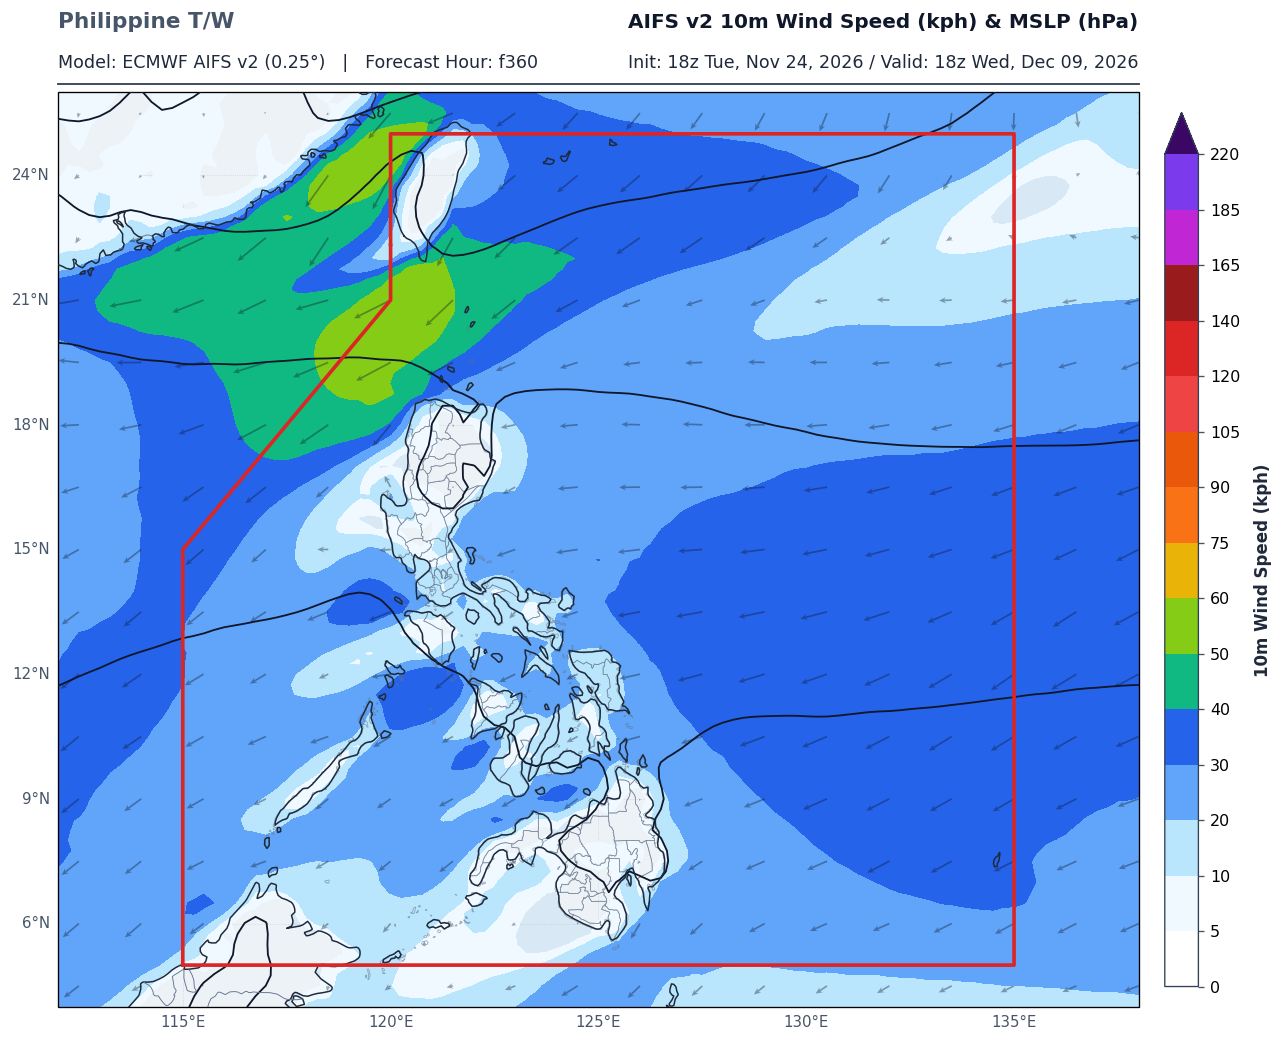 Philippine T/W
AIFS v2 10m Wind Speed (kph) & MSLP (hPa)
Model: ECMWF AIFS v2 (0.25°) | Forecast Hour: f360
Init: 18z Tue, Nov 24, 2026 / Valid: 18z Wed, Dec 09, 2026
24°N
21°N
18°N
15°N
12°N
9°N
6°N
115°E
120°E
125°E
130°E
135°E
220
185
165
140
120
105
90
75
60
50
40
30
20
10
5
0
10m Wind Speed (kph)